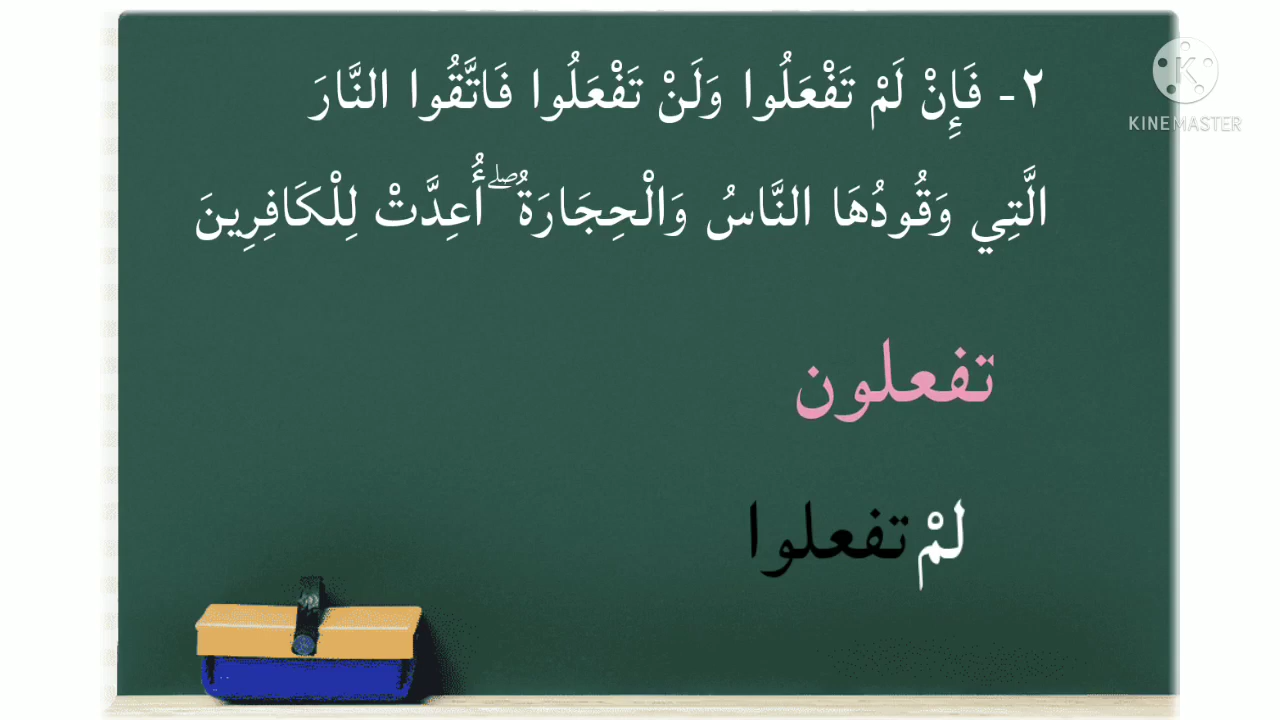 ٢- فَإِنْ لَمْ تَفْعَلُوا وَلَنْ تَفْعَلُوا فَاتَّقُوا النَّارَ
الَّتِي وَقُودُهَا النَّاسُ وَالْحِجَارَةُ ۖ أُعِدَّتْ لِلْكَافِرِينَ
تفعلون
لمْ تفعلوا
KINEMASTER